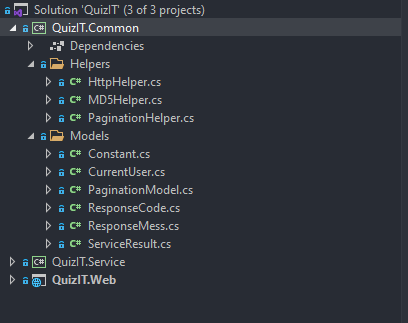 Solution 'QuizIT' (3 of 3 projects)
C# QuizIT.Common
Dependencies
Helpers
C# HttpHelper.cs
C# MD5Helper.cs
C# PaginationHelper.cs
Models
C# Constant.cs
C# CurrentUser.cs
C# PaginationModel.cs
C# ResponseCode.cs
C# ResponseMess.cs
C# ServiceResult.cs
C# QuizIT.Service
QuizIT.Web